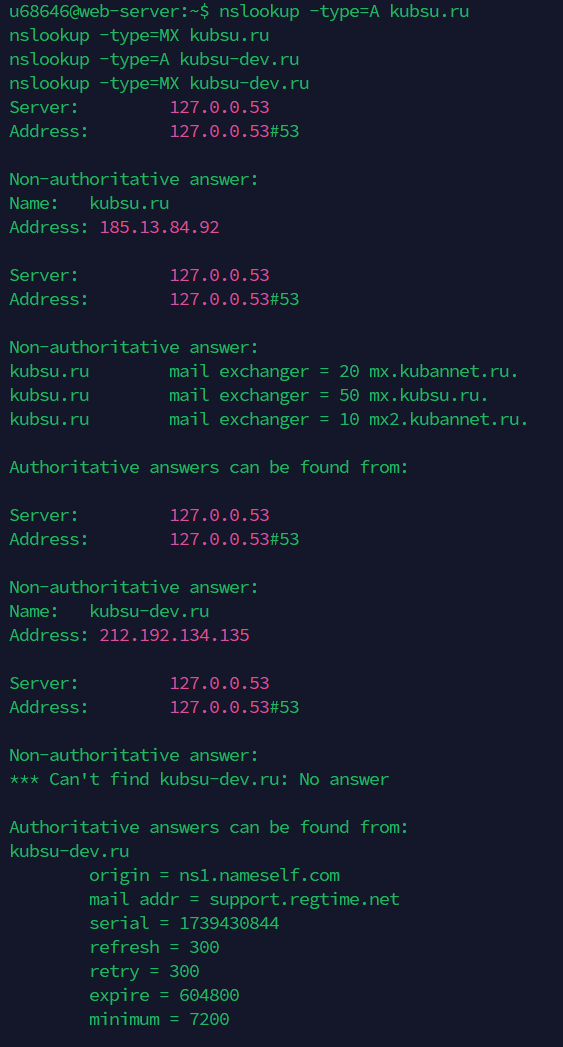 u68646@web-server:~$ nslookup -type=A kubsu.ru
nslookup -type=MX kubsu.ru
nslookup -type=A kubsu-dev.ru
nslookup -type=MX kubsu-dev.ru
Server:         127.0.0.53
Address:        127.0.0.53#53

Non-authoritative answer:
Name:   kubsu.ru
Address: 185.13.84.92

Server:         127.0.0.53
Address:        127.0.0.53#53

Non-authoritative answer:
kubsu.ru        mail exchanger = 20 mx.kubannet.ru.
kubsu.ru        mail exchanger = 50 mx.kubsu.ru.
kubsu.ru        mail exchanger = 10 mx2.kubannet.ru.

Authoritative answers can be found from:

Server:         127.0.0.53
Address:        127.0.0.53#53

Non-authoritative answer:
Name:   kubsu-dev.ru
Address: 212.192.134.135

Server:         127.0.0.53
Address:        127.0.0.53#53

Non-authoritative answer:
*** Can't find kubsu-dev.ru: No answer

Authoritative answers can be found from:
kubsu-dev.ru
        origin = ns1.nameself.com
        mail addr = support.regtime.net
        serial = 1739430844
        refresh = 300
        retry = 300
        expire = 604800
        minimum = 7200